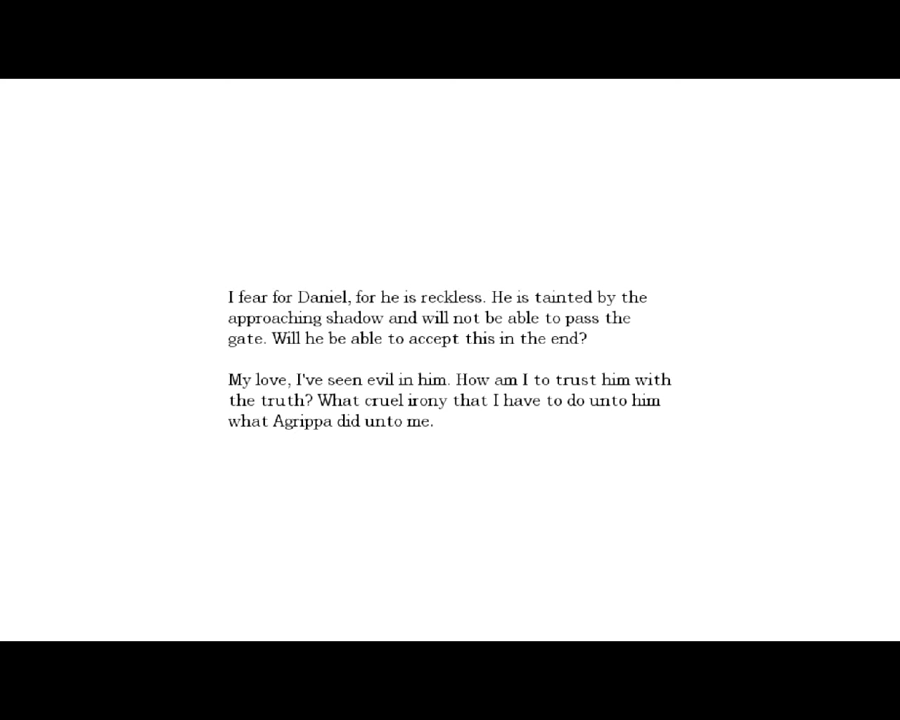 I fear for Daniel, for he is reckless. He is tainted by the
approaching shadow and will not be able to pass the
gate. Will he be able to accept this in the end?
My love, I've seen evil in him. How am I to trust him with
the truth? What cruel irony that I have to do unto him
what Agrippa did unto me.